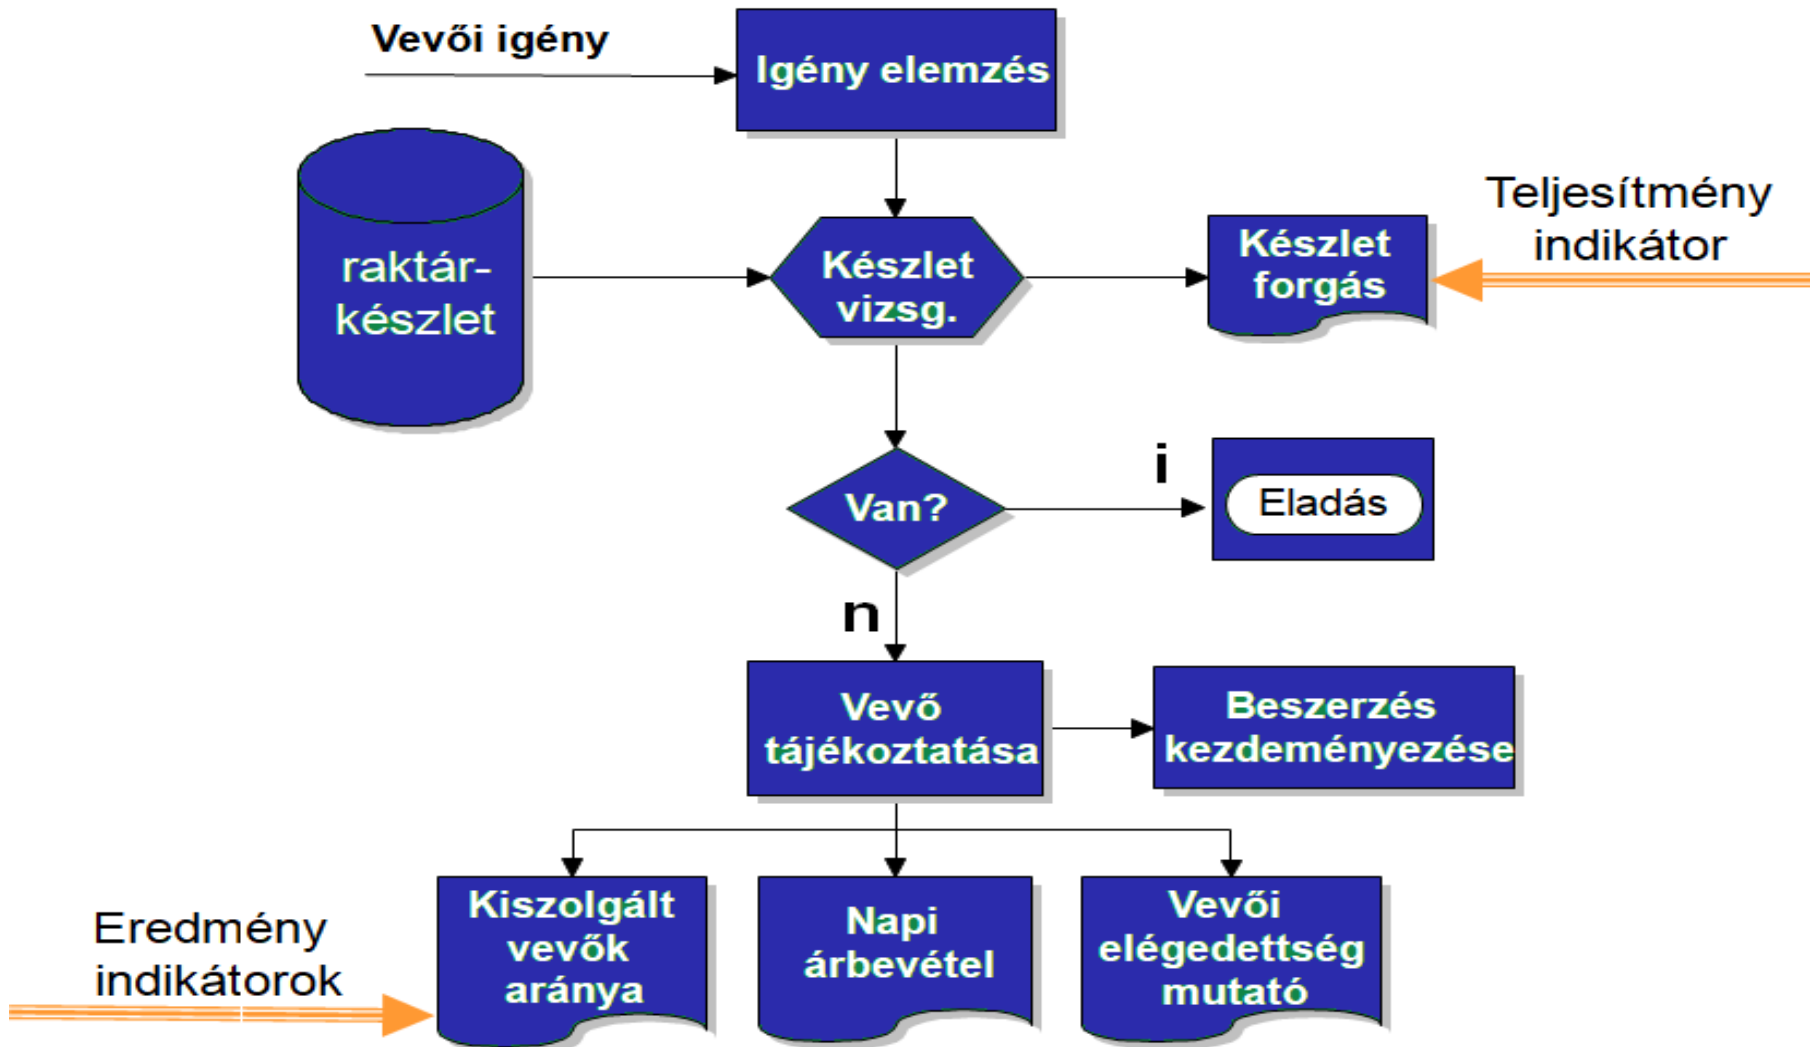 Vevői igény
Igény elemzés
raktár-
készlet
Készlet
vizsg.
Készlet
forgás
Teljesítmény
indikátor
Van?
i
Eladás
n
Vevő
tájékoztatása
Beszerzés
kezdeményezése
Eredmény
indikátorok
Kiszolgált
vevők
aránya
Napi
árbevétel
Vevői
elégedettség
mutató